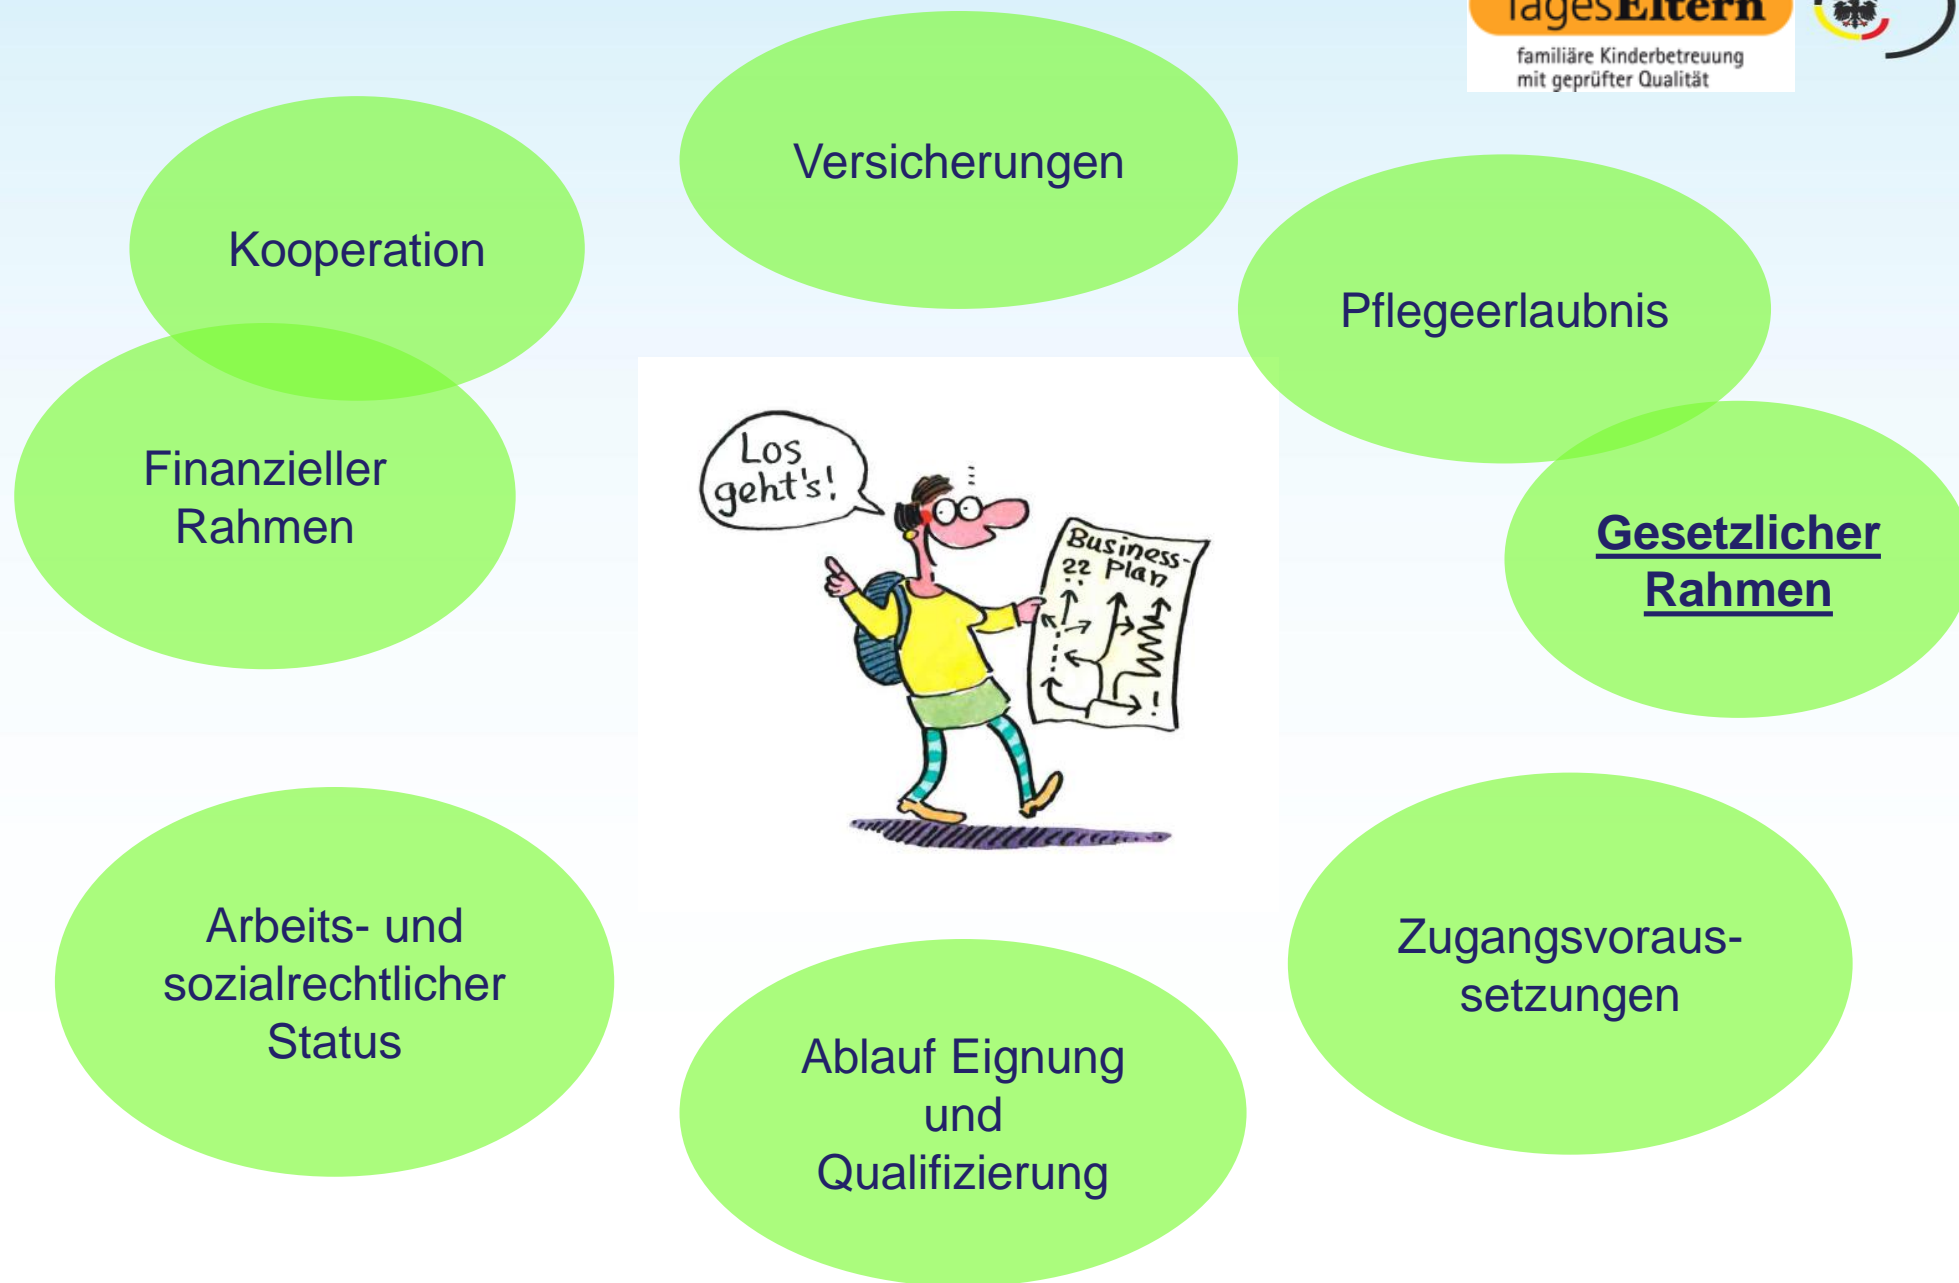 TagesEltern
familiäre Kinderbetreuung
mit geprüfter Qualität
Versicherungen
Kooperation
Pflegeerlaubnis
Finanzieller
Rahmen
Gesetzlicher
Rahmen
Los
geht's!
Business-
?? Plan
!
Arbeits- und
sozialrechtlicher
Status
Zugangsvoraus-
setzungen
Ablauf Eignung
und
Qualifizierung